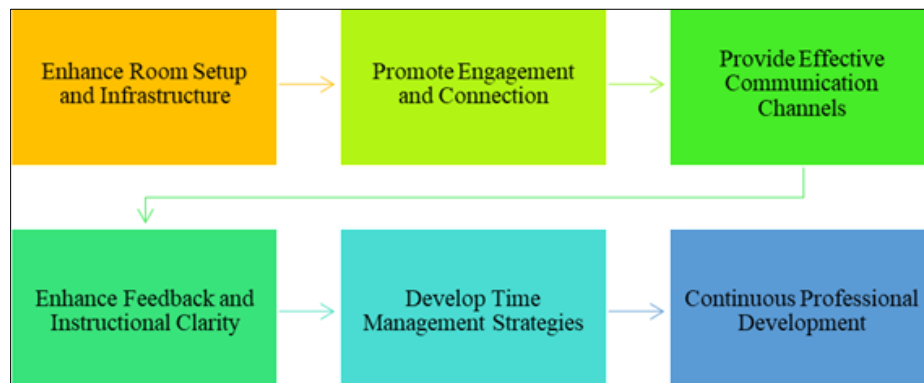 Enhance Room Setup
and Infrastructure
Promote Engagement
and Connection
Provide Effective
Communication
Channels
Enhance Feedback and
Instructional Clarity
Develop Time
Management Strategies
Continuous Professional
Development